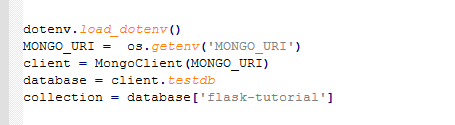 dotenv.load_dotenv()
MONGO_URI =  os.getenv('MONGO_URI')
client = MongoClient(MONGO_URI)
database = client.testdb
collection = database['flask-tutorial']